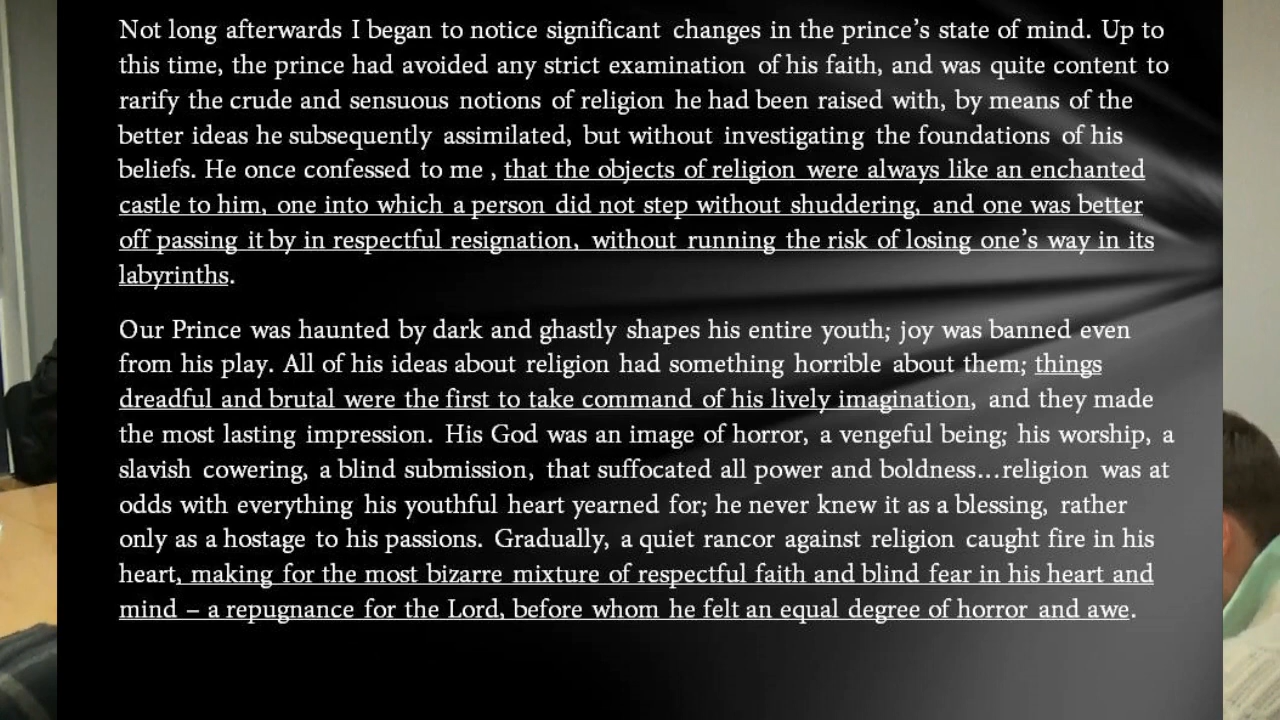 Not long afterwards I began to notice significant changes in the prince’s state of mind. Up to
this time, the prince had avoided any strict examination of his faith, and was quite content to
rarify the crude and sensuous notions of religion he had been raised with, by means of the
better ideas he subsequently assimilated, but without investigating the foundations of his
beliefs. He once confessed to me , that the objects of religion were always like an enchanted
castle to him, one into which a person did not step without shuddering, and one was better
off passing it by in respectful resignation, without running the risk of losing one’s way in its
labyrinths.
Our Prince was haunted by dark and ghastly shapes his entire youth; joy was banned even
from his play. All of his ideas about religion had something horrible about them; things
dreadful and brutal were the first to take command of his lively imagination, and they made
the most lasting impression. His God was an image of horror, a vengeful being; his worship, a
slavish cowering, a blind submission, that suffocated all power and boldness…religion was at
odds with everything his youthful heart yearned for; he never knew it as a blessing, rather
only as a hostage to his passions. Gradually, a quiet rancor against religion caught fire in his
heart, making for the most bizarre mixture of respectful faith and blind fear in his heart and
mind – a repugnance for the Lord, before whom he felt an equal degree of horror and awe.